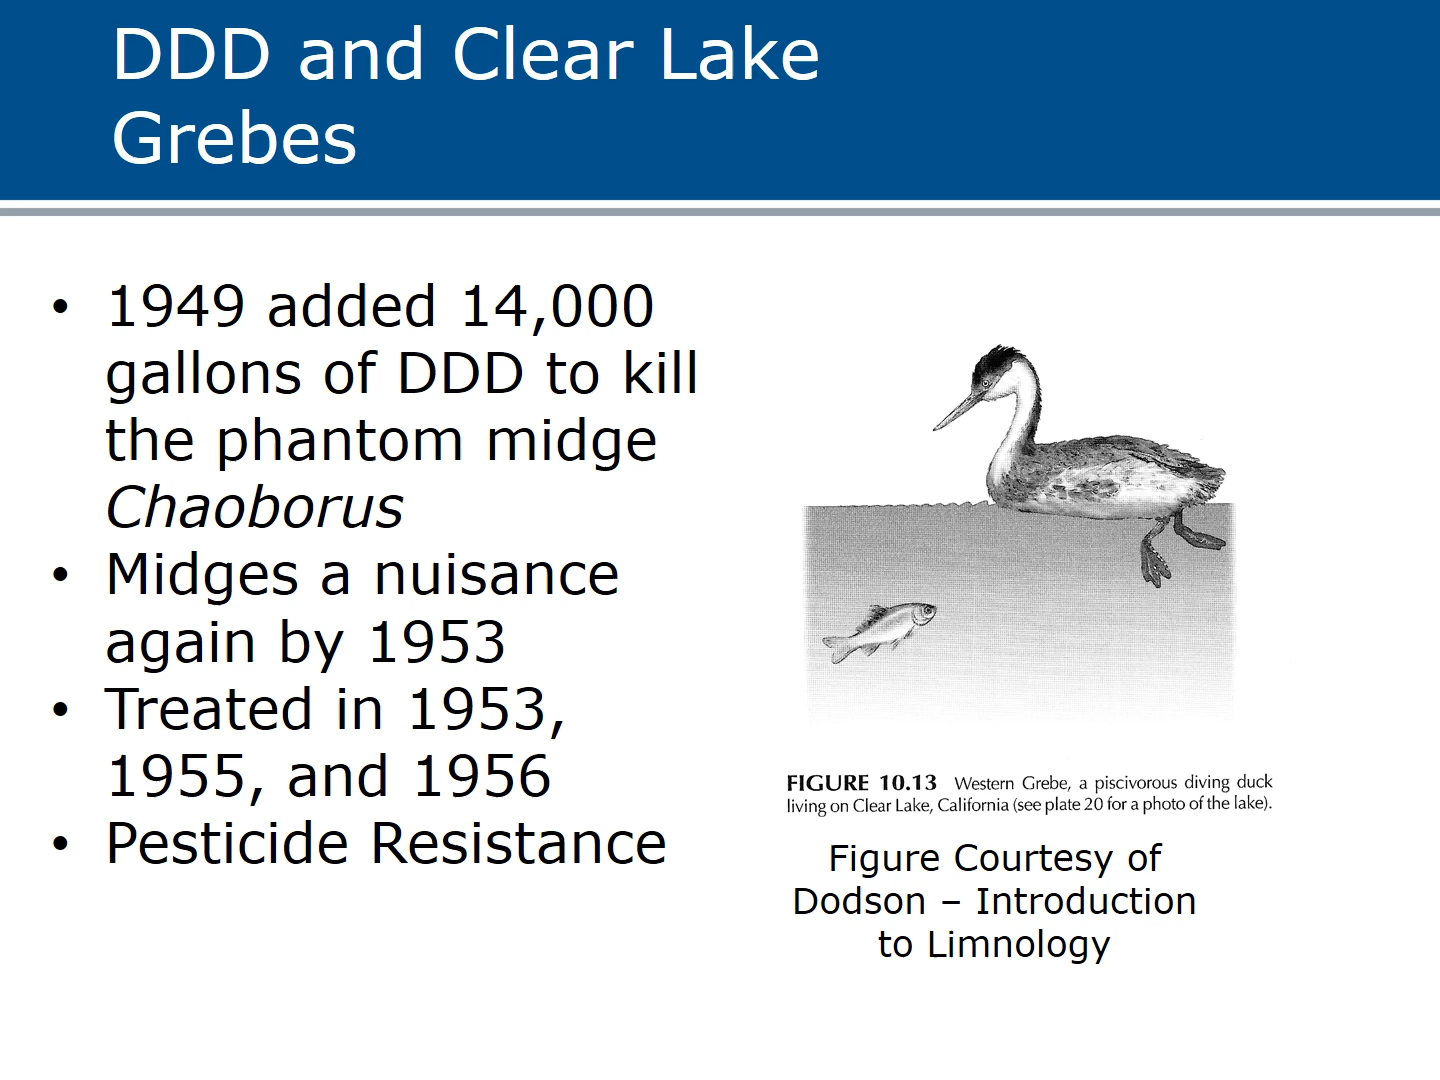 DDD and Clear Lake
Grebes
• 1949 added 14,000
gallons of DDD to kill
the phantom midge
Chaoborus
• Midges a nuisance
again by 1953
• Treated in 1953,
1955, and 1956
• Pesticide Resistance
FIGURE 10.13 Western Grebe, a piscivorous diving duck
living on Clear Lake, California (see plate 20 for a photo of the lake).
Figure Courtesy of
Dodson – Introduction
to Limnology